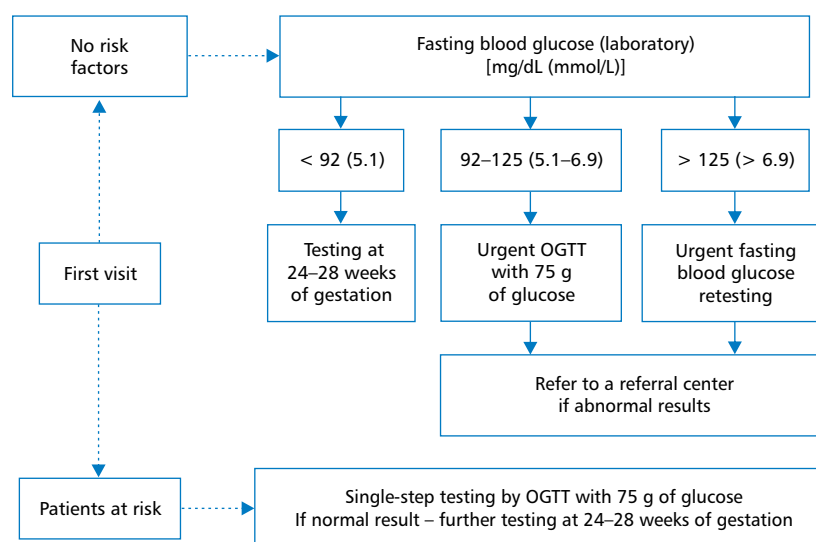 No risk
factors
Fasting blood glucose (laboratory)
[mg/dL (mmol/L)]
< 92 (5.1)
92–125 (5.1–6.9)
> 125 (> 6.9)
First visit
Testing at
24–28 weeks
of gestation
Urgent OGTT
with 75 g
of glucose
Urgent fasting
blood glucose
retesting
Refer to a referral center
if abnormal results
Patients at risk
Single-step testing by OGTT with 75 g of glucose
If normal result – further testing at 24–28 weeks of gestation